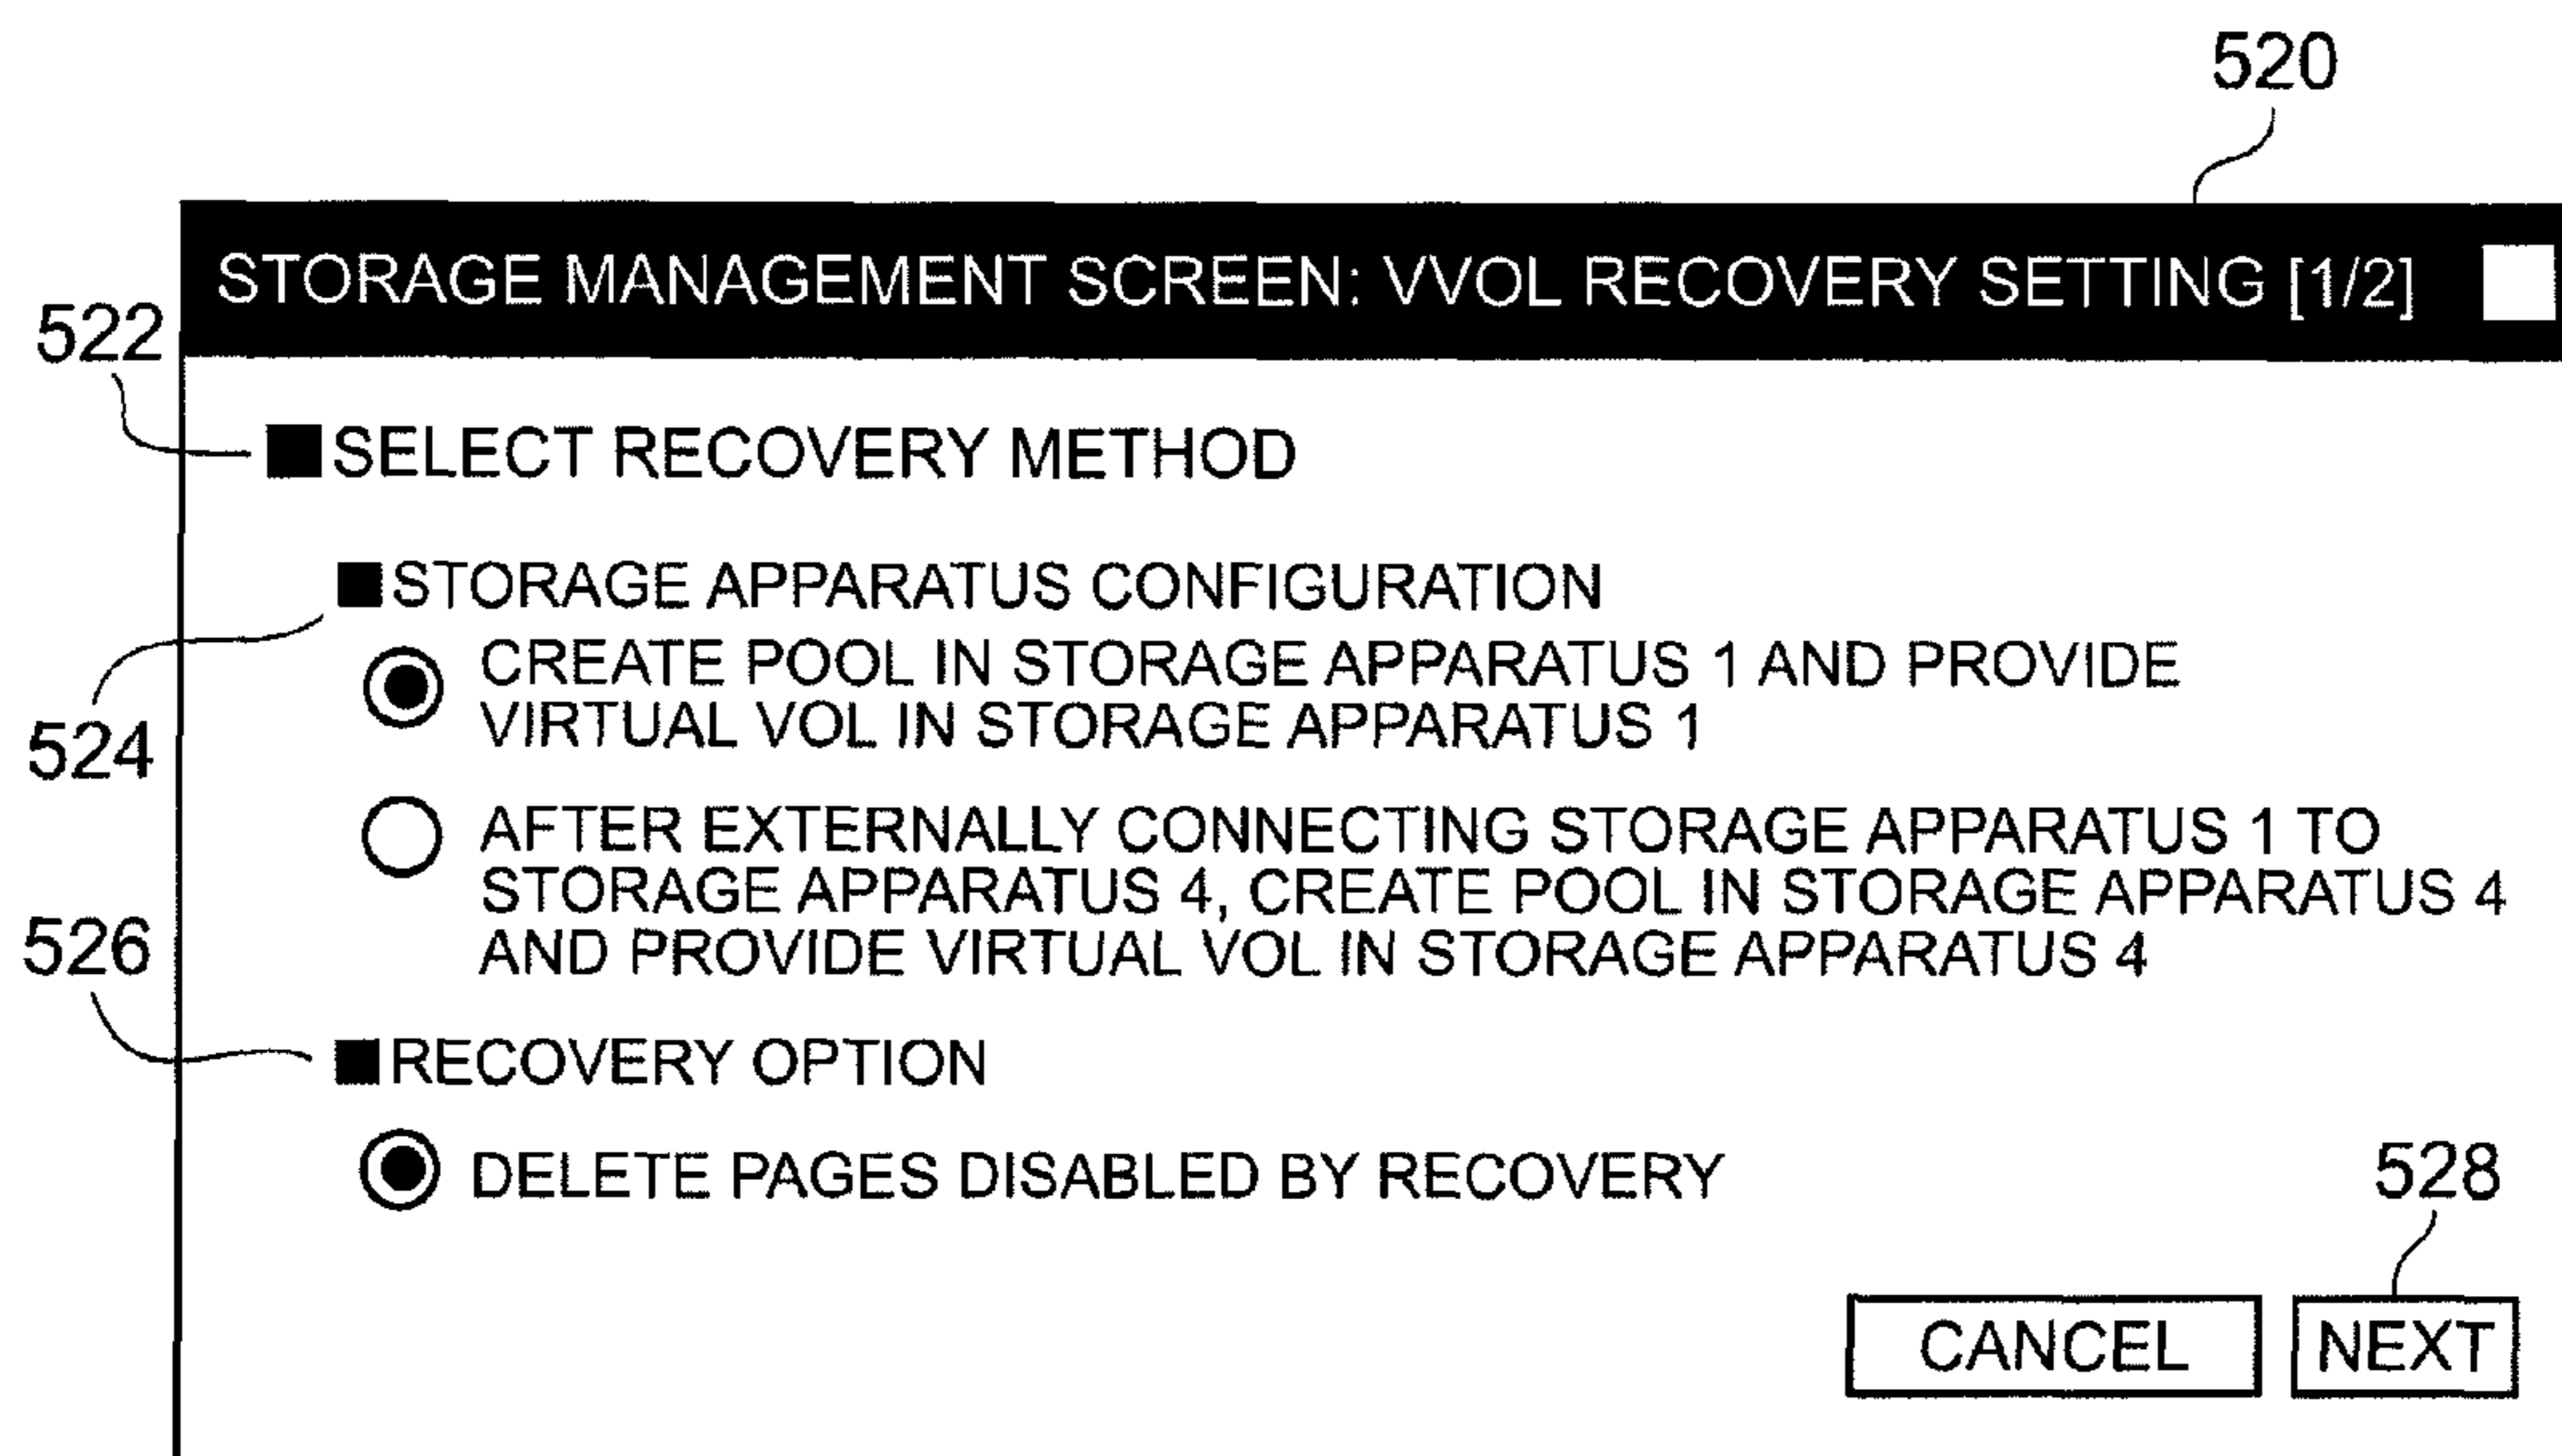 520
STORAGE MANAGEMENT SCREEN: VVOL RECOVERY SETTING [1/2]
522
SELECT RECOVERY METHOD
STORAGE APPARATUS CONFIGURATION
524
CREATE POOL IN STORAGE APPARATUS 1 AND PROVIDE
VIRTUAL VOL IN STORAGE APPARATUS 1
AFTER EXTERNALLY CONNECTING STORAGE APPARATUS 1 TO
STORAGE APPARATUS 4, CREATE POOL IN STORAGE APPARATUS 4
AND PROVIDE VIRTUAL VOL IN STORAGE APPARATUS 4
526
RECOVERY OPTION
DELETE PAGES DISABLED BY RECOVERY
528
CANCEL
NEXT